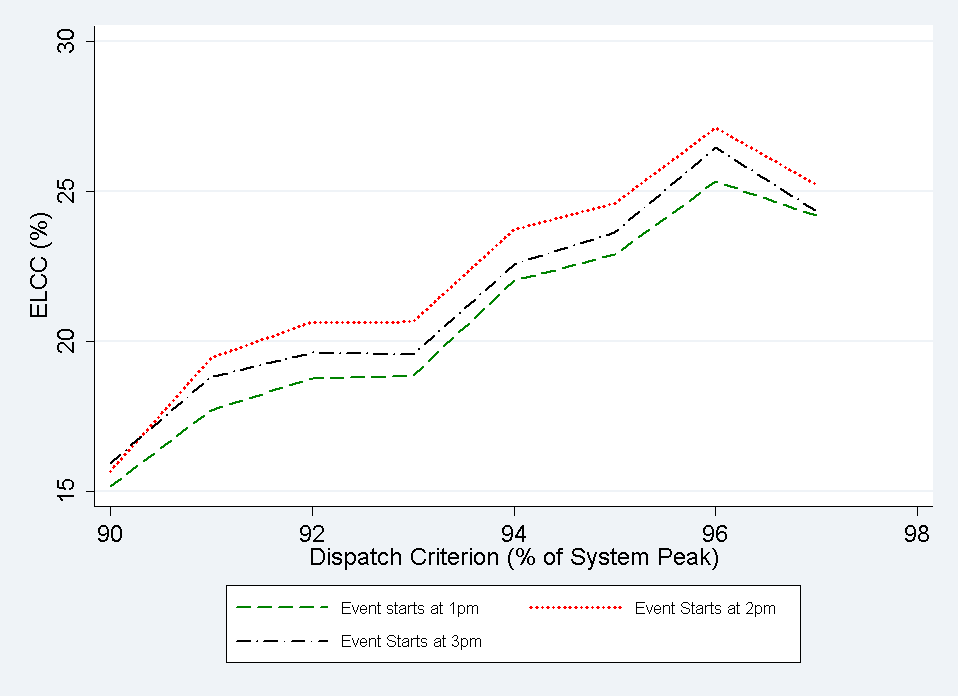 30
25
20
15
ELCC (%)
90 92 94 96 98
Dispatch Criterion (% of System Peak)
Event starts at 1pm Event Starts at 2pm
Event Starts at 3pm